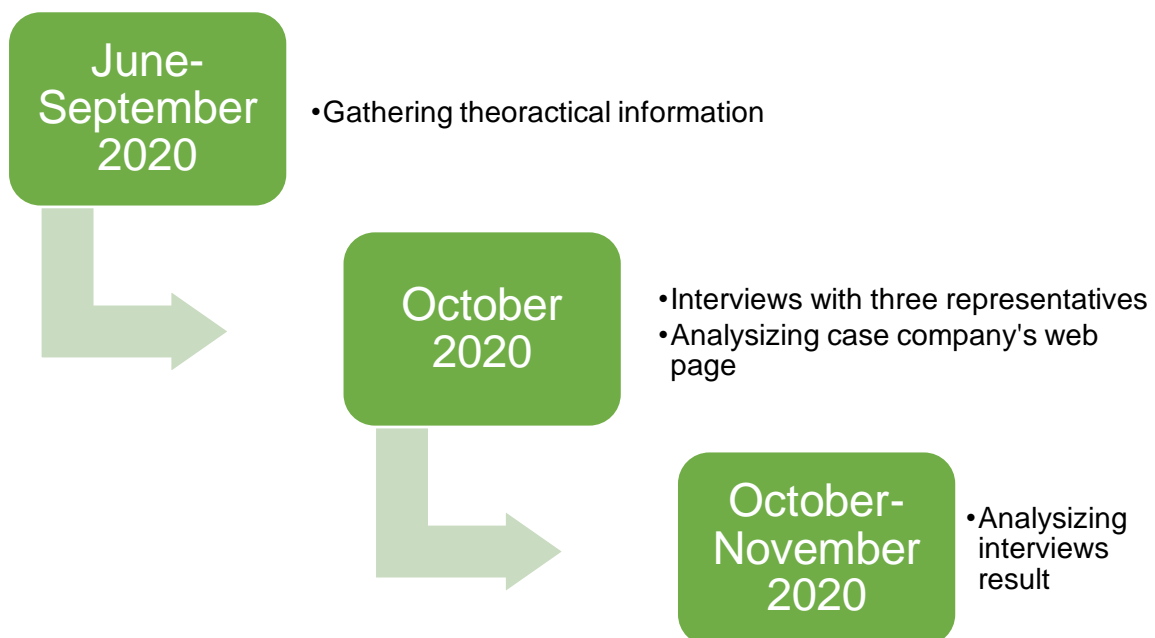 June-
September
2020
•Gathering theoractical information
October
2020
•Interviews with three representatives
•Analysizing case company's web
page
October-
November
2020
•Analysizing
interviews
result